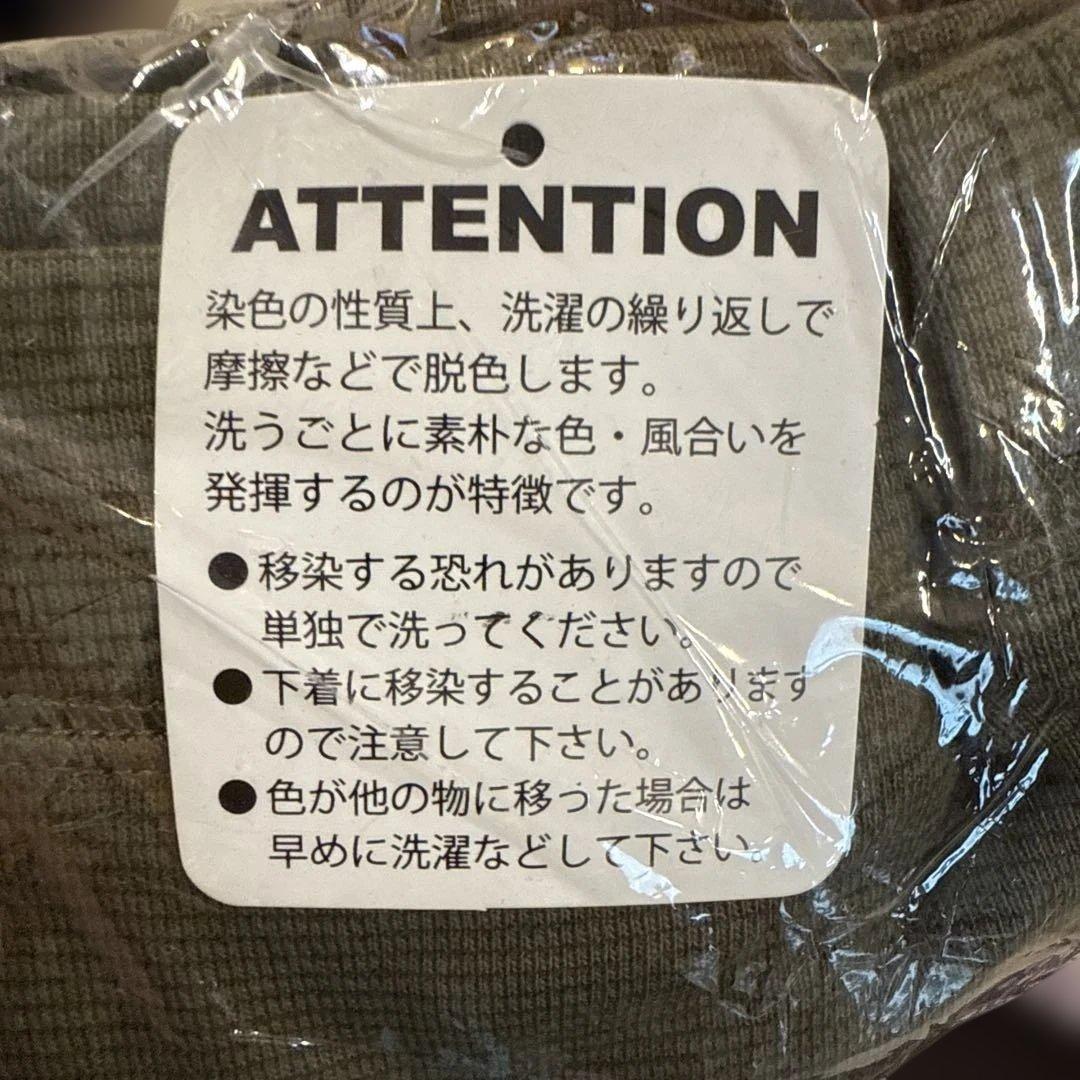 ATTENTION
染色の性質上、洗濯の繰り返しで
摩擦などで脱色します。
洗うごとに素朴な色・風合いを
発揮するのが特徴です。
●移染する恐れがありますので
単独で洗ってください。
●下着に移染することがあります
ので注意して下さい。
●色が他の物に移った場合は
早めに洗濯などして下さい。